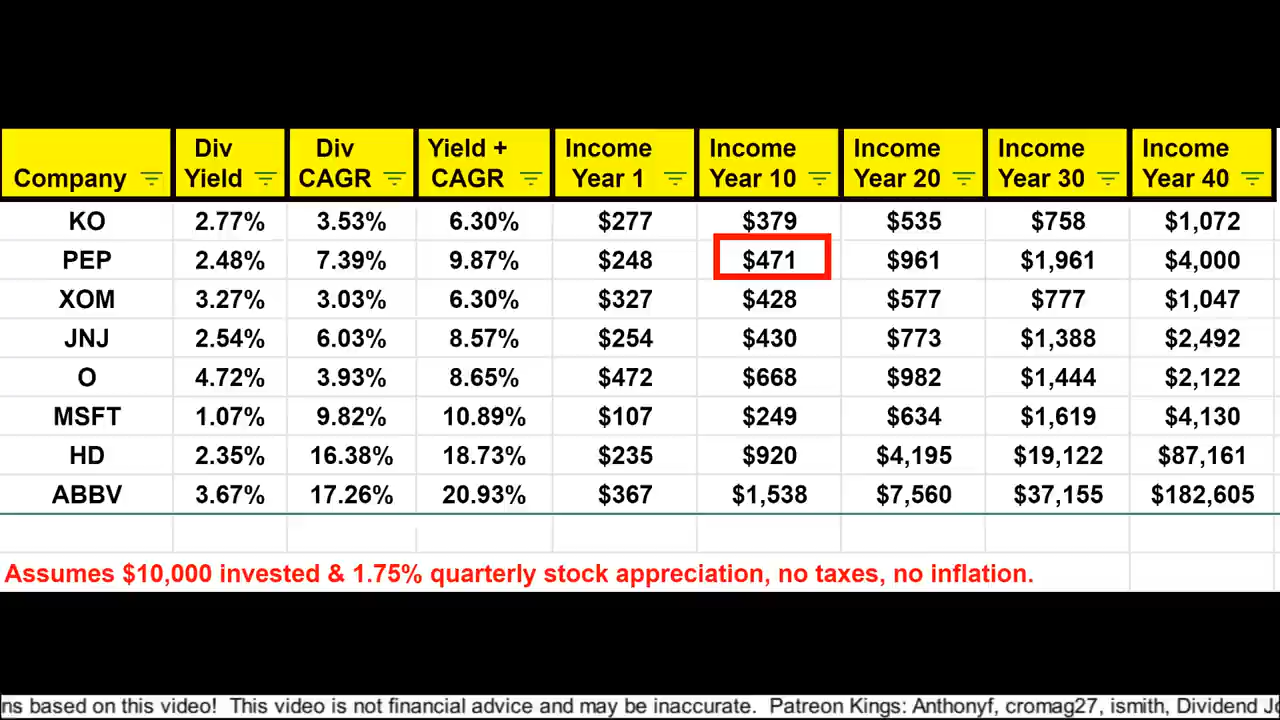 Company Div Yield Div CAGR Yield + CAGR Income Year 1 Income Year 10 Income Year 20 Income Year 30 Income Year 40
KO 2.77% 3.53% 6.30% $277 $379 $535 $758 $1,072
PEP 2.48% 7.39% 9.87% $248 $471 $961 $1,961 $4,000
XOM 3.27% 3.03% 6.30% $327 $428 $577 $777 $1,047
JNJ 2.54% 6.03% 8.57% $254 $430 $773 $1,388 $2,492
O 4.72% 3.93% 8.65% $472 $668 $982 $1,444 $2,122
MSFT 1.07% 9.82% 10.89% $107 $249 $634 $1,619 $4,130
HD 2.35% 16.38% 18.73% $235 $920 $4,195 $19,122 $87,161
ABBV 3.67% 17.26% 20.93% $367 $1,538 $7,560 $37,155 $182,605
Assumes $10,000 invested & 1.75% quarterly stock appreciation, no taxes, no inflation.
ns based on this video! This video is not financial advice and may be inaccurate. Patreon Kings: Anthonyf, cromag27, ismith, Dividend